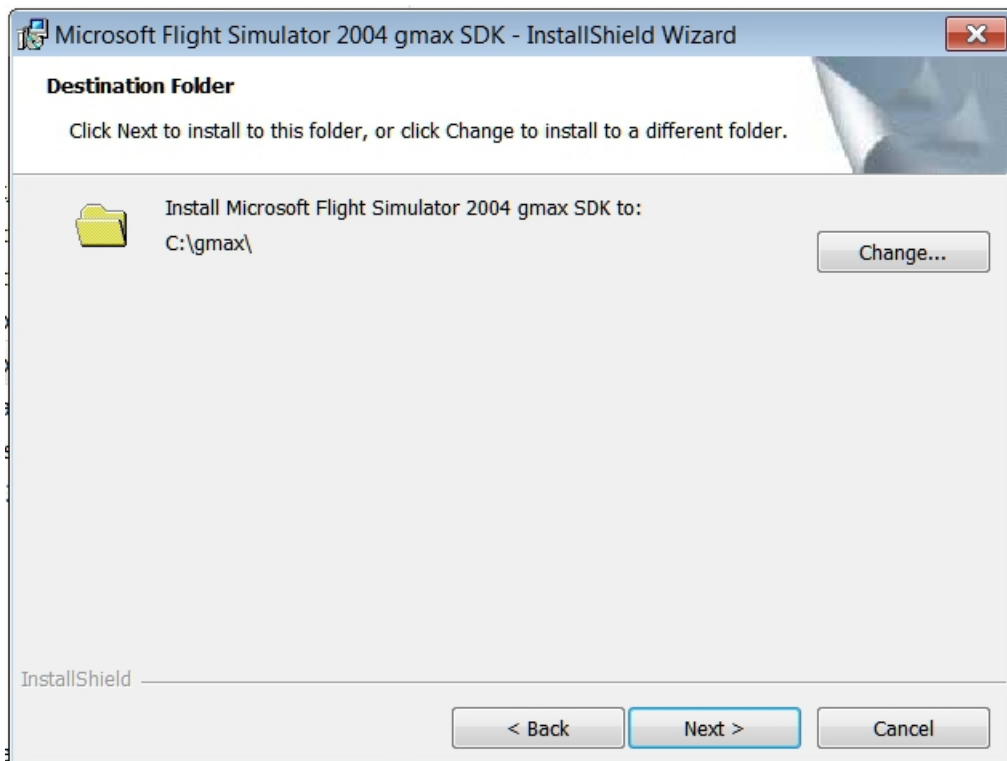 Microsoft Flight Simulator 2004 gmax SDK - InstallShield Wizard
Destination Folder
Click Next to install to this folder, or click Change to install to a different folder.
Install Microsoft Flight Simulator 2004 gmax SDK to:
C:\gmax\
Change...
InstallShield
< Back
Next >
Cancel